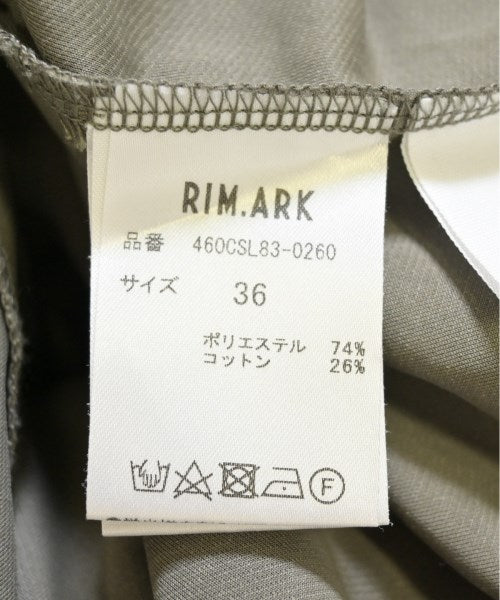 RIM.ARK
品番 460CSL83-0260
サイズ 36
ポリエステル 74%
コットン 26%
F